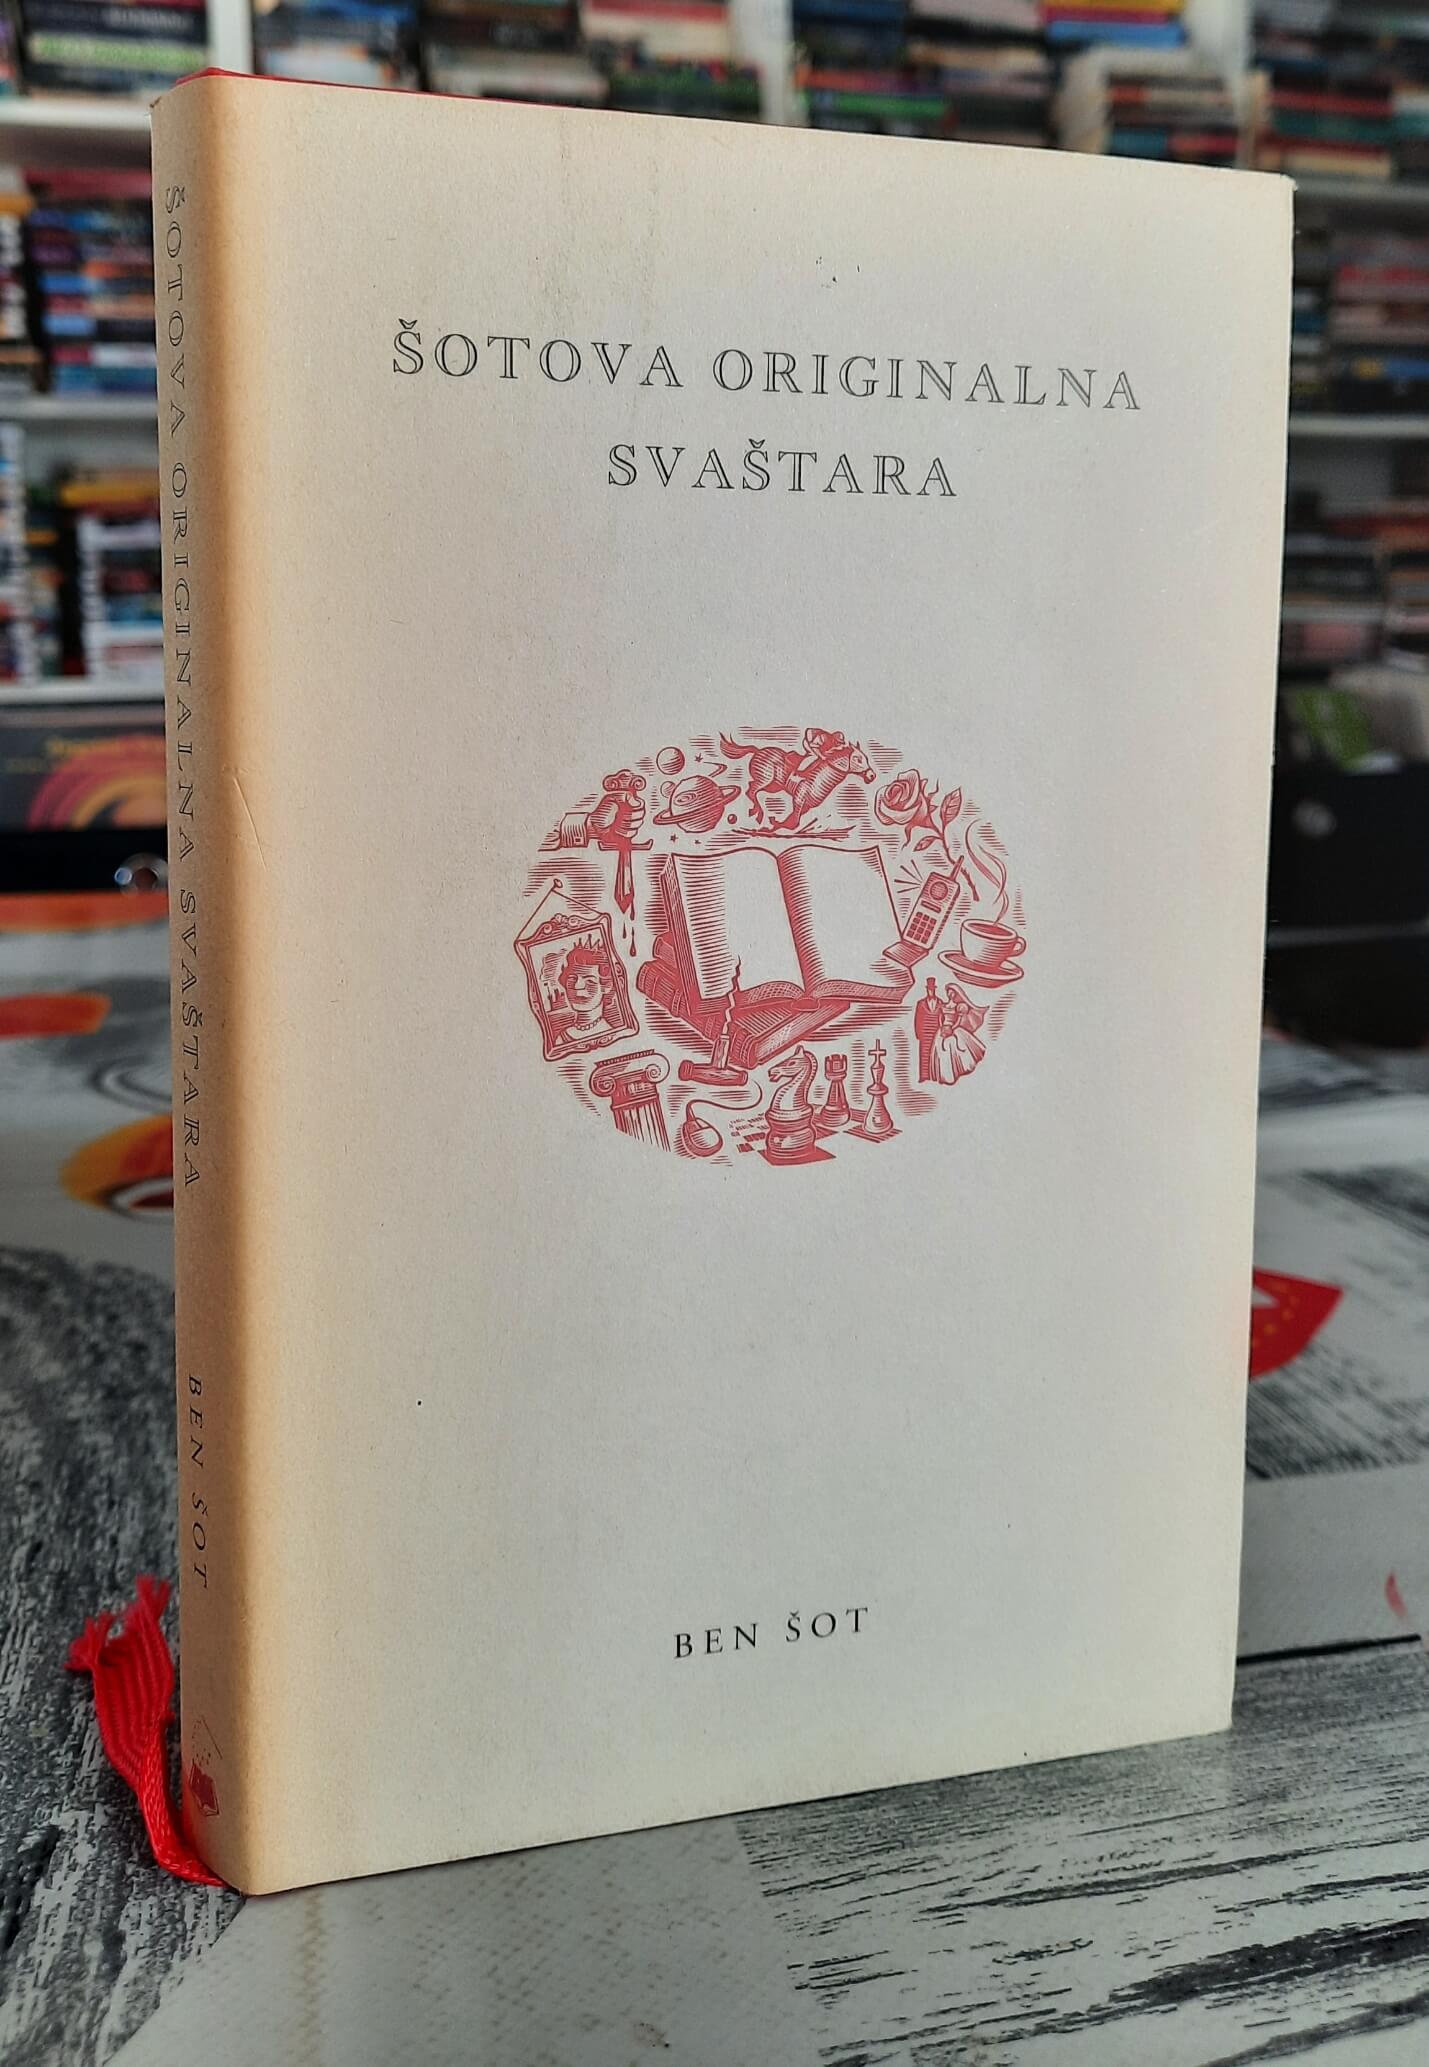 ŠOTOVA ORIGINALNA
SVAŠTARA
BEN ŠOT
ŠOTOVA ORIGINALNA SVAŠTARA
BEN ŠOT